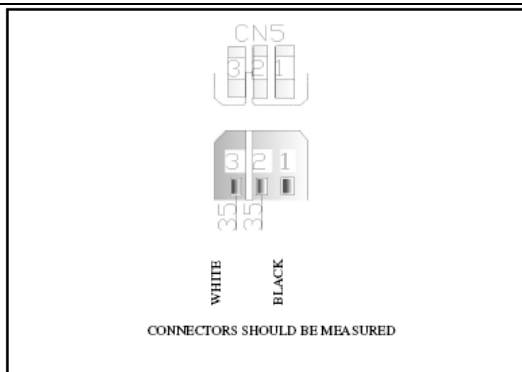 CN5
3 2 1
3 2 1
35 35
WHITE BLACK
CONNECTORS SHOULD BE MEASURED